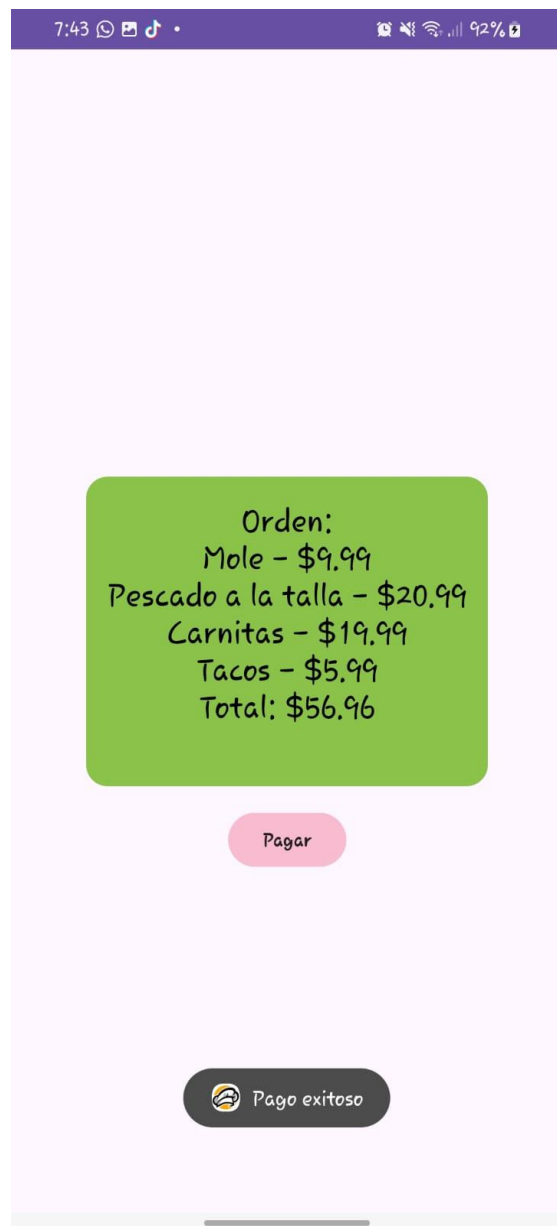 7:43
92%
Orden:
Mole - $9.99
Pescado a la talla - $20.99
Carnitas - $19.99
Tacos - $5.99
Total: $56.96
Pagar
Pago exitoso